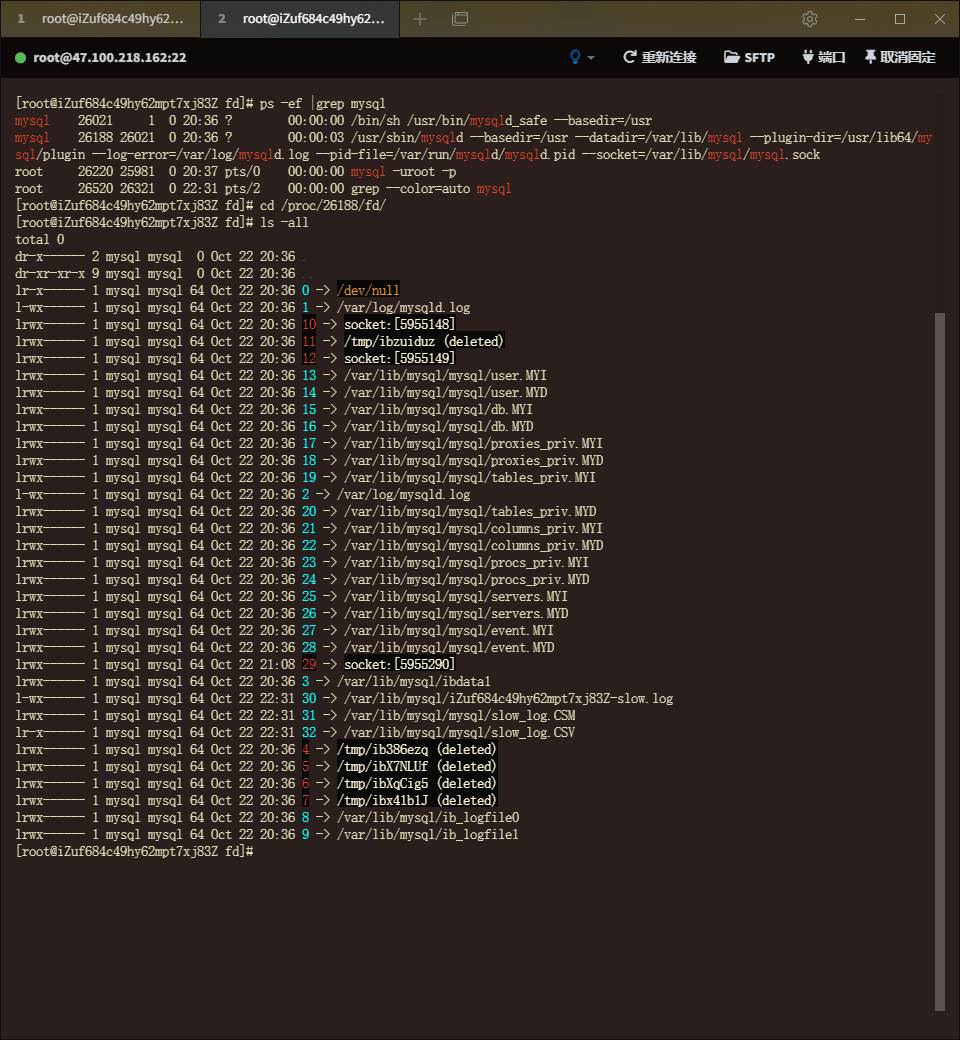 1 root@iZuf684c49hy62... 2 root@iZuf684c49hy62...
root@47.100.218.162:22 重新连接 SFTP 端口 取消固定
[root@iZuf684c49hy62mpt7xj83Z fd]# ps -ef |grep mysql
mysql 26021 1 0 20:36 ? 00:00:00 /bin/sh /usr/bin/mysqld_safe --basedir=/usr
mysql 26188 26021 0 20:36 ? 00:00:03 /usr/sbin/mysqld --basedir=/usr --datadir=/var/lib/mysql --plugin-dir=/usr/lib64/my
sql/plugin --log-error=/var/log/mysqld.log --pid-file=/var/run/mysqld/mysqld.pid --socket=/var/lib/mysql/mysql.sock
root 26220 25981 0 20:37 pts/0 00:00:00 mysql -uroot -p
root 26520 26321 0 22:31 pts/2 00:00:00 grep --color=auto mysql
[root@iZuf684c49hy62mpt7xj83Z fd]# cd /proc/26188/fd/
[root@iZuf684c49hy62mpt7xj83Z fd]# ls -all
total 0
dr-x------ 2 mysql mysql 0 Oct 22 20:36 .
dr-xr-xr-x 9 mysql mysql 0 Oct 22 20:36 ..
lr-x------ 1 mysql mysql 64 Oct 22 20:36 0 -> /dev/null
l-wx------ 1 mysql mysql 64 Oct 22 20:36 1 -> /var/log/mysqld.log
lrwx------ 1 mysql mysql 64 Oct 22 20:36 10 -> socket:[5955148]
lrwx------ 1 mysql mysql 64 Oct 22 20:36 11 -> /tmp/ibzuiduz (deleted)
lrwx------ 1 mysql mysql 64 Oct 22 20:36 12 -> socket:[5955149]
lrwx------ 1 mysql mysql 64 Oct 22 20:36 13 -> /var/lib/mysql/mysql/user.MYI
lrwx------ 1 mysql mysql 64 Oct 22 20:36 14 -> /var/lib/mysql/mysql/user.MYD
lrwx------ 1 mysql mysql 64 Oct 22 20:36 15 -> /var/lib/mysql/mysql/db.MYI
lrwx------ 1 mysql mysql 64 Oct 22 20:36 16 -> /var/lib/mysql/mysql/db.MYD
lrwx------ 1 mysql mysql 64 Oct 22 20:36 17 -> /var/lib/mysql/mysql/proxies_priv.MYI
lrwx------ 1 mysql mysql 64 Oct 22 20:36 18 -> /var/lib/mysql/mysql/proxies_priv.MYD
lrwx------ 1 mysql mysql 64 Oct 22 20:36 19 -> /var/lib/mysql/mysql/tables_priv.MYI
l-wx------ 1 mysql mysql 64 Oct 22 20:36 2 -> /var/log/mysqld.log
lrwx------ 1 mysql mysql 64 Oct 22 20:36 20 -> /var/lib/mysql/mysql/tables_priv.MYD
lrwx------ 1 mysql mysql 64 Oct 22 20:36 21 -> /var/lib/mysql/mysql/columns_priv.MYI
lrwx------ 1 mysql mysql 64 Oct 22 20:36 22 -> /var/lib/mysql/mysql/columns_priv.MYD
lrwx------ 1 mysql mysql 64 Oct 22 20:36 23 -> /var/lib/mysql/mysql/procs_priv.MYI
lrwx------ 1 mysql mysql 64 Oct 22 20:36 24 -> /var/lib/mysql/mysql/procs_priv.MYD
lrwx------ 1 mysql mysql 64 Oct 22 20:36 25 -> /var/lib/mysql/mysql/servers.MYI
lrwx------ 1 mysql mysql 64 Oct 22 20:36 26 -> /var/lib/mysql/mysql/servers.MYD
lrwx------ 1 mysql mysql 64 Oct 22 20:36 27 -> /var/lib/mysql/mysql/event.MYI
lrwx------ 1 mysql mysql 64 Oct 22 20:36 28 -> /var/lib/mysql/mysql/event.MYD
lrwx------ 1 mysql mysql 64 Oct 22 21:08 29 -> socket:[5955290]
lrwx------ 1 mysql mysql 64 Oct 22 20:36 3 -> /var/lib/mysql/ibdata1
l-wx------ 1 mysql mysql 64 Oct 22 22:31 30 -> /var/lib/mysql/iZuf684c49hy62mpt7xj83Z-slow.log
lrwx------ 1 mysql mysql 64 Oct 22 22:31 31 -> /var/lib/mysql/mysql/slow_log.CSM
lr-x------ 1 mysql mysql 64 Oct 22 22:31 32 -> /var/lib/mysql/mysql/slow_log.CSV
lrwx------ 1 mysql mysql 64 Oct 22 20:36 4 -> /tmp/ib386ezq (deleted)
lrwx------ 1 mysql mysql 64 Oct 22 20:36 5 -> /tmp/ibX7NLUf (deleted)
lrwx------ 1 mysql mysql 64 Oct 22 20:36 6 -> /tmp/ibXqCig5 (deleted)
lrwx------ 1 mysql mysql 64 Oct 22 20:36 7 -> /tmp/ibx41b1J (deleted)
lrwx------ 1 mysql mysql 64 Oct 22 20:36 8 -> /var/lib/mysql/ib_logfile0
lrwx------ 1 mysql mysql 64 Oct 22 20:36 9 -> /var/lib/mysql/ib_logfile1
[root@iZuf684c49hy62mpt7xj83Z fd]#